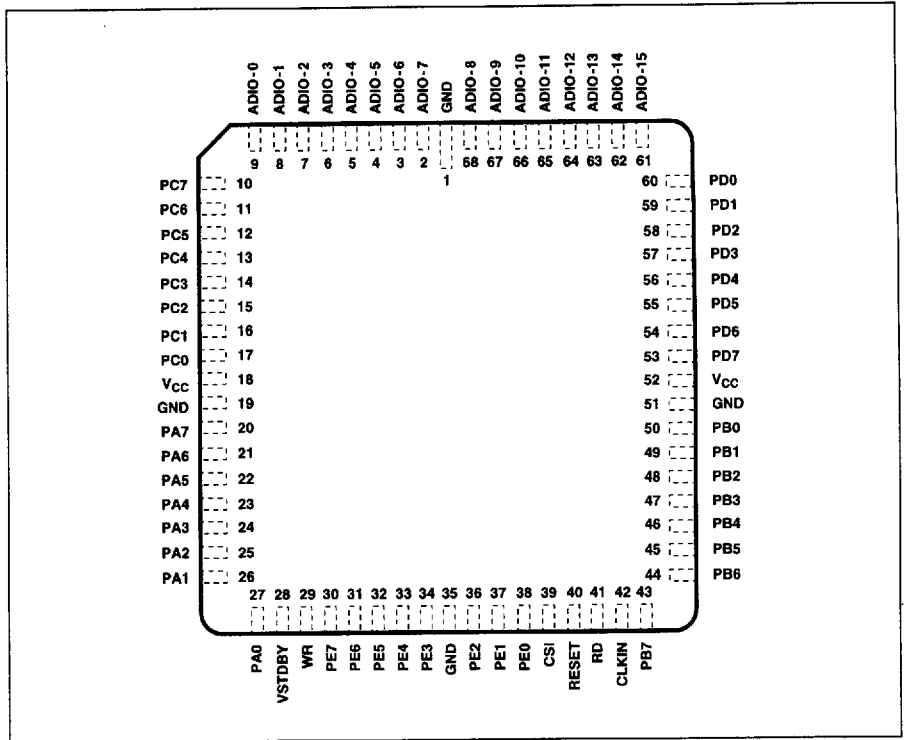 ADIO-0 ADIO-1 ADIO-2 ADIO-3 ADIO-4 ADIO-5 ADIO-6 ADIO-7 GND ADIO-8 ADIO-9 ADIO-10 ADIO-11 ADIO-12 ADIO-13 ADIO-14 ADIO-15
9 8 7 6 5 4 3 2 1 68 67 66 65 64 63 62 61
PC7 10 60 PD0
PC6 11 59 PD1
PC5 12 58 PD2
PC4 13 57 PD3
PC3 14 56 PD4
PC2 15 55 PD5
PC1 16 54 PD6
PC0 17 53 PD7
VCC 18 52 VCC
GND 19 51 GND
PA7 20 50 PB0
PA6 21 49 PB1
PA5 22 48 PB2
PA4 23 47 PB3
PA3 24 46 PB4
PA2 25 45 PB5
PA1 26 44 PB6
27 28 29 30 31 32 33 34 35 36 37 38 39 40 41 42 43
PA0 VSTDBY WR PE7 PE6 PE5 PE4 PE3 GND PE2 PE1 PE0 CSI RESET RD CLKIN PB7